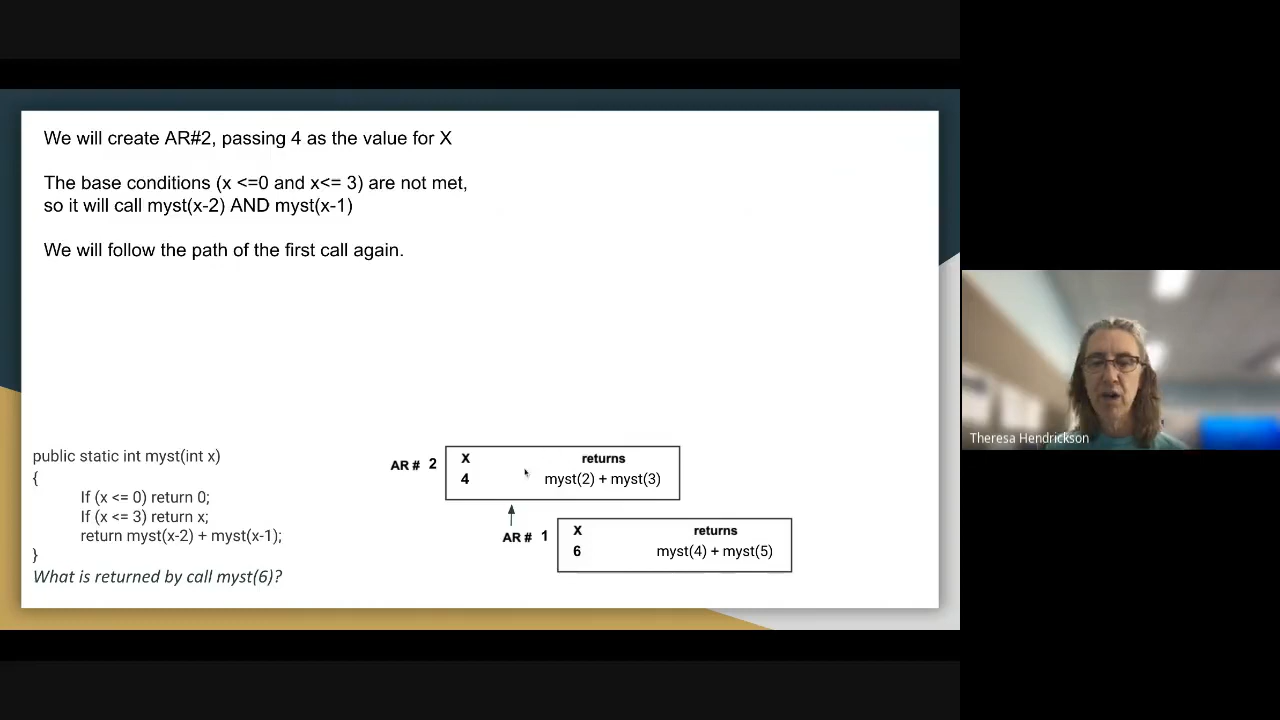 We will create AR#2, passing 4 as the value for X
The base conditions (x <=0 and x<= 3) are not met,
so it will call myst(x-2) AND myst(x-1)
We will follow the path of the first call again.
public static int myst(int x)
{
If (x <= 0) return 0;
If (x <= 3) return x;
return myst(x-2) + myst(x-1);
}
What is returned by call myst(6)?
AR # 2
X returns
4 myst(2) + myst(3)
AR # 1
X returns
6 myst(4) + myst(5)
Theresa Hendrickson